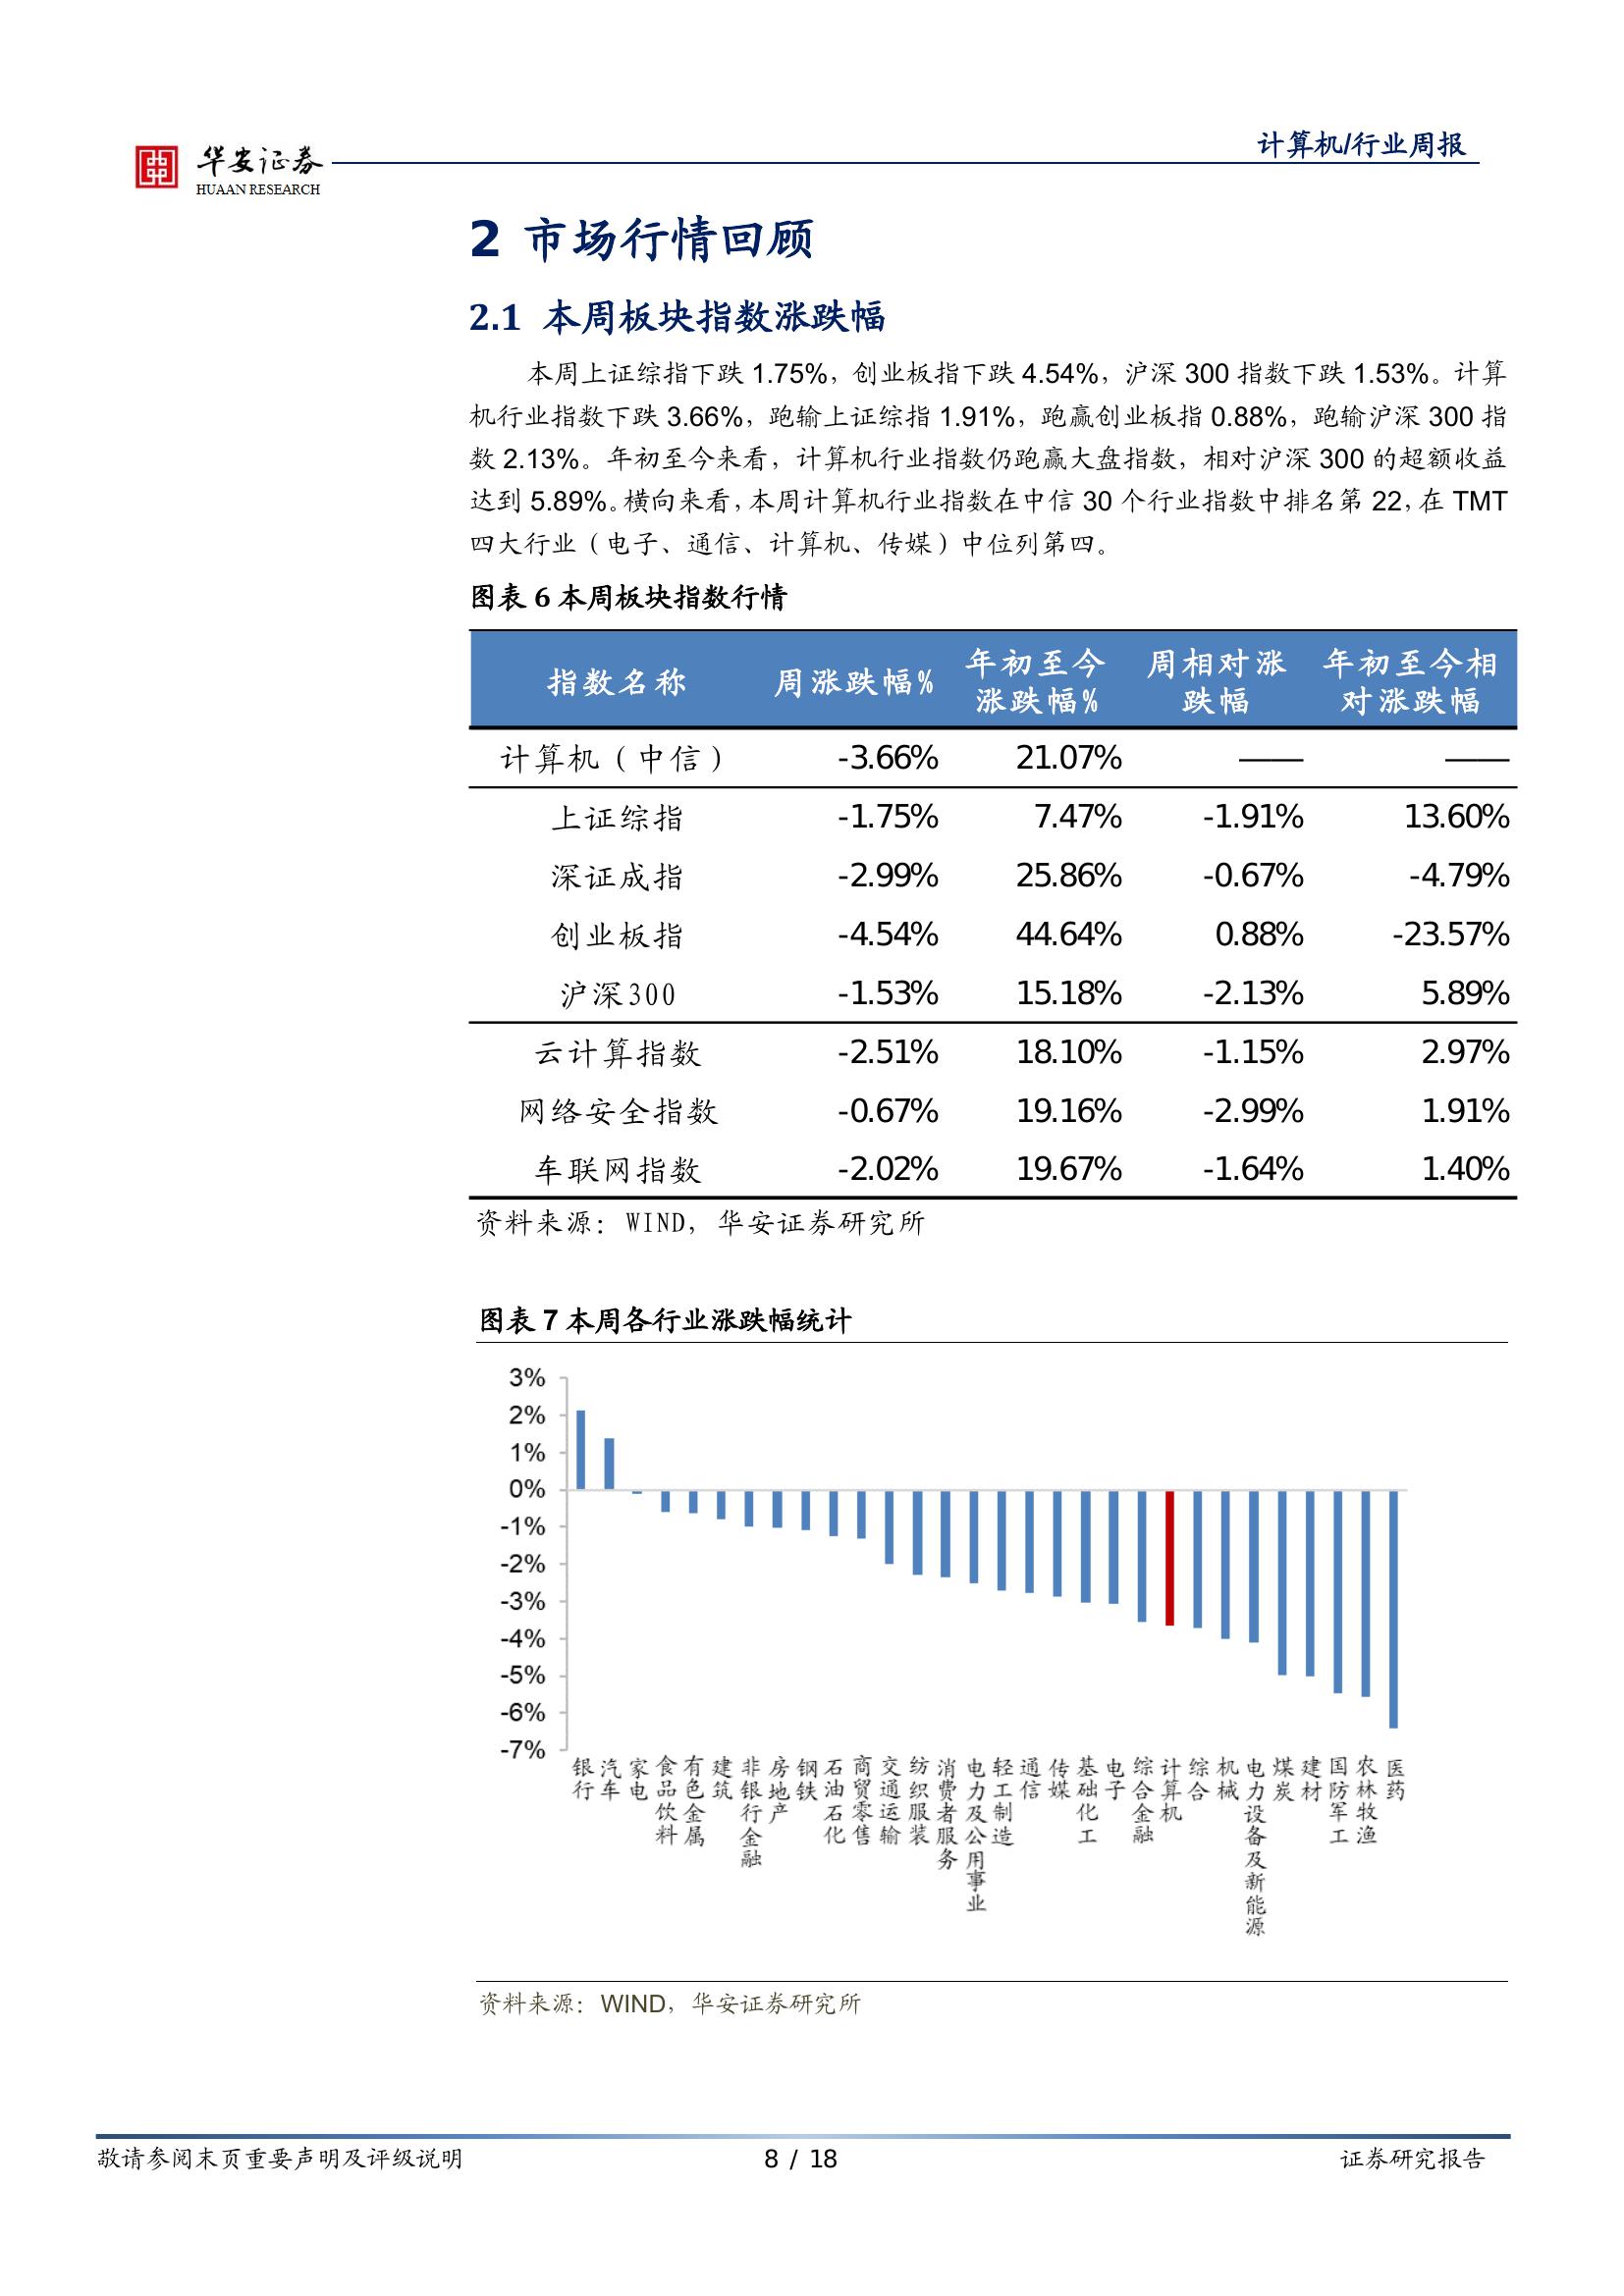 华安证券
HUAAN RESEARCH
计算机/行业周报
2 市场行情回顾
2.1 本周板块指数涨跌幅
本周上证综指下跌 1.75%，创业板指下跌 4.54%，沪深 300 指数下跌 1.53%。计算
机行业指数下跌 3.66%，跑输上证综指 1.91%，跑赢创业板指 0.88%，跑输沪深 300 指
数 2.13%。年初至今来看，计算机行业指数仍跑赢大盘指数，相对沪深 300 的超额收益
达到 5.89%。横向来看，本周计算机行业指数在中信 30 个行业指数中排名第 22，在 TMT
四大行业（电子、通信、计算机、传媒）中位列第四。
图表 6 本周板块指数行情
指数名称 周涨跌幅% 年初至今涨跌幅% 周相对涨跌幅 年初至今相对涨跌幅
计算机（中信） -3.66% 21.07% —— ——
上证综指 -1.75% 7.47% -1.91% 13.60%
深证成指 -2.99% 25.86% -0.67% -4.79%
创业板指 -4.54% 44.64% 0.88% -23.57%
沪深300 -1.53% 15.18% -2.13% 5.89%
云计算指数 -2.51% 18.10% -1.15% 2.97%
网络安全指数 -0.67% 19.16% -2.99% 1.91%
车联网指数 -2.02% 19.67% -1.64% 1.40%
资料来源：WIND，华安证券研究所
图表 7 本周各行业涨跌幅统计
3%
2%
1%
0%
-1%
-2%
-3%
-4%
-5%
-6%
-7%
银行
汽车
家电
食品饮料
有色金属
建筑
非银行金融
房地产
钢铁
石油石化
商贸零售
交通运输
纺织服装
消费者服务
电力及公用事业
轻工制造
通信
传媒
基础化工
电子
综合金融
计算机
综合
机械
电力设备及新能源
煤炭
建材
国防军工
农林牧渔
医药
资料来源：WIND，华安证券研究所
敬请参阅末页重要声明及评级说明
8 / 18
证券研究报告